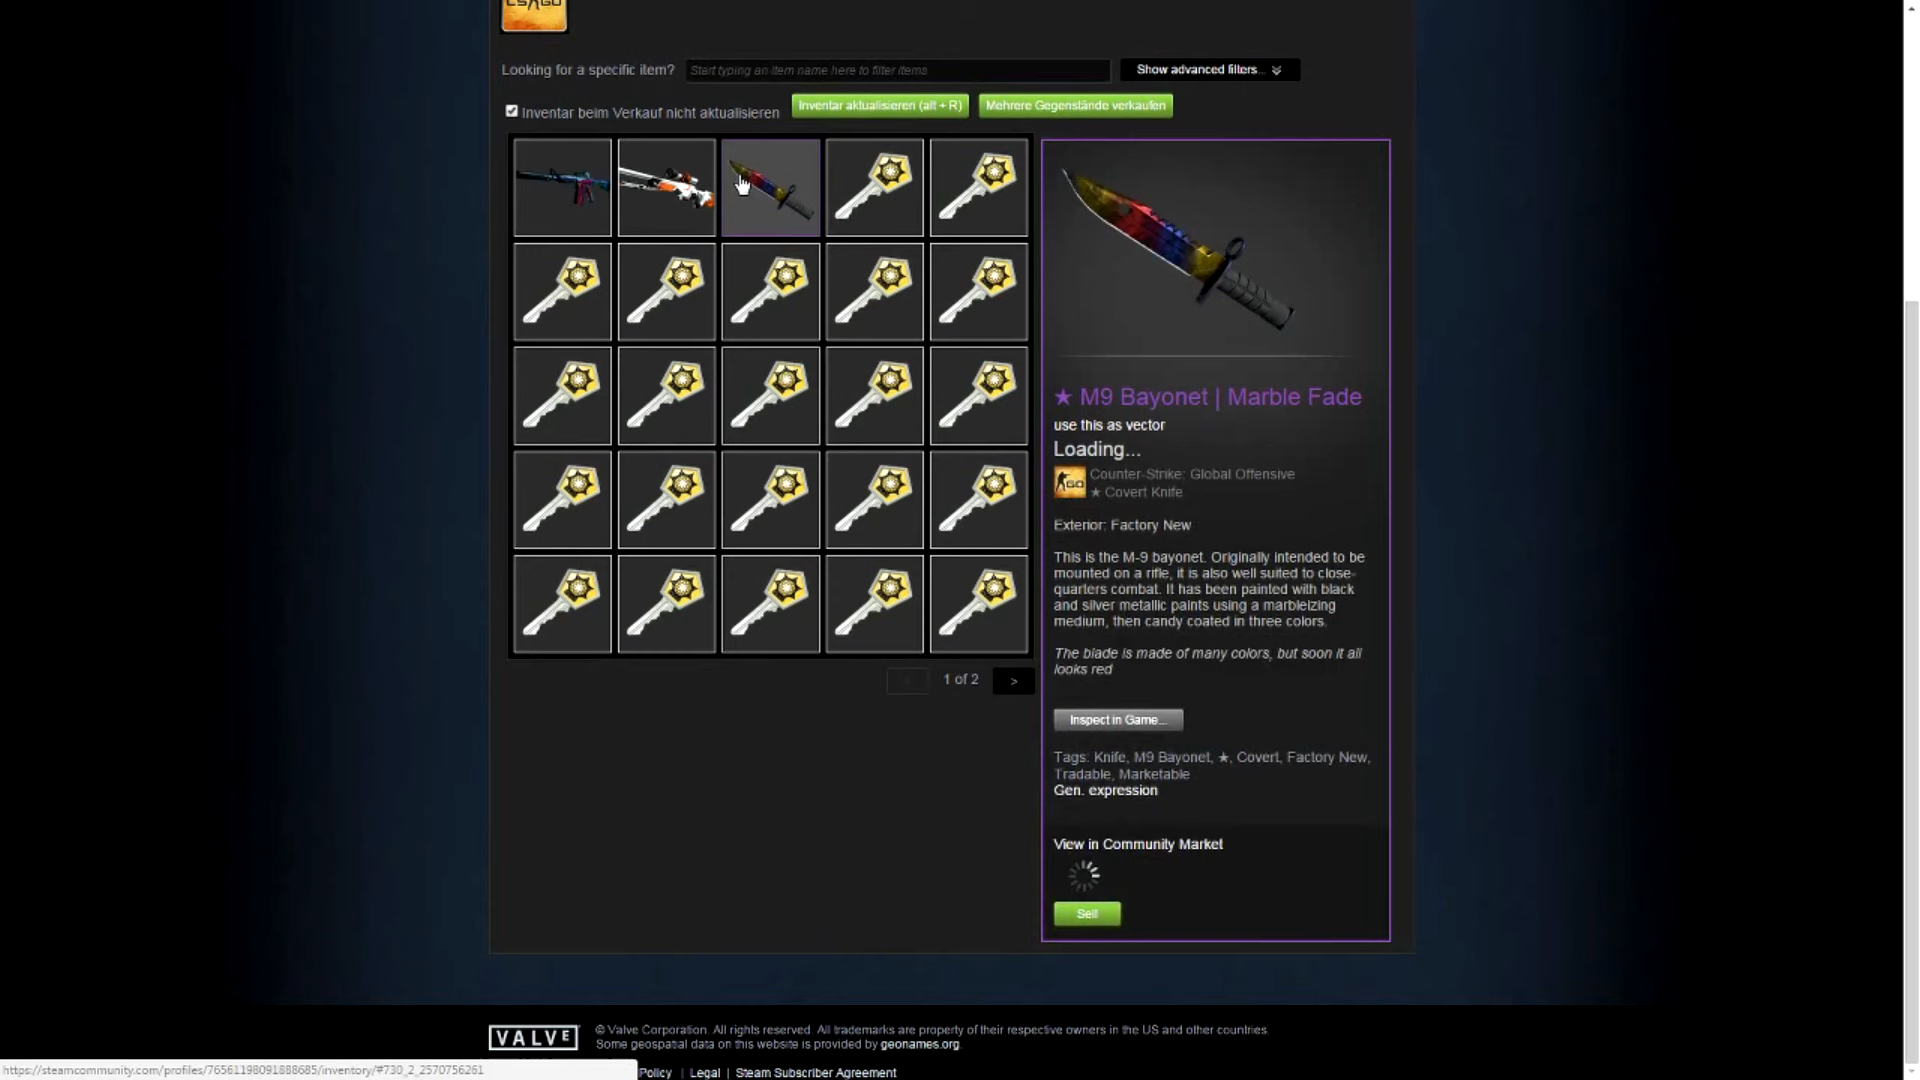 CS GO
Looking for a specific item?
Start typing an item name here to filter items
Show advanced filters...
Inventar beim Verkauf nicht aktualisieren
Inventar aktualisieren (alt + R)
Mehrere Gegenstände verkaufen
★ M9 Bayonet | Marble Fade
use this as vector
Loading...
GO
Counter-Strike: Global Offensive
★ Covert Knife
Exterior: Factory New
This is the M-9 bayonet. Originally intended to be
mounted on a rifle, it is also well suited to close-
quarters combat. It has been painted with black
and silver metallic paints using a marbleizing
medium, then candy coated in three colors.
The blade is made of many colors, but soon it all
looks red
1 of 2
>
Inspect in Game...
Tags: Knife, M9 Bayonet, ★, Covert, Factory New,
Tradable, Marketable
Gen. expression
View in Community Market
Sell
VALVE
© Valve Corporation. All rights reserved. All trademarks are property of their respective owners in the US and other countries.
Some geospatial data on this website is provided by geonames.org.
https://steamcommunity.com/profiles/76561198091888685/inventory/#730_2_2570756261
Policy | Legal | Steam Subscriber Agreement